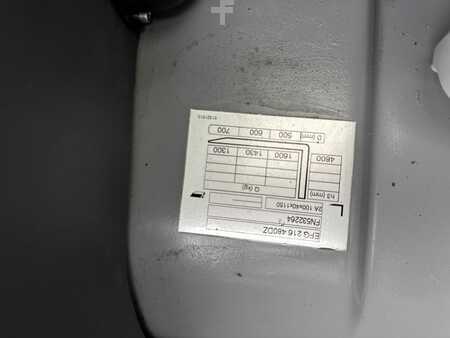 EFG 216 480DZ
FN532264
2A 100x40x1150
h3 (mm) Q (kg)
4800 1600 1430 1300
D (mm) 500 600 700